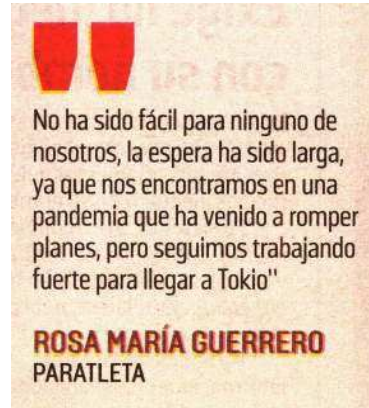 No ha sido fácil para ninguno de
nosotros, la espera ha sido larga,
ya que nos encontramos en una
pandemia que ha venido a romper
planes, pero seguimos trabajando
fuerte para llegar a Tokio"
ROSA MARÍA GUERRERO
PARATLETA